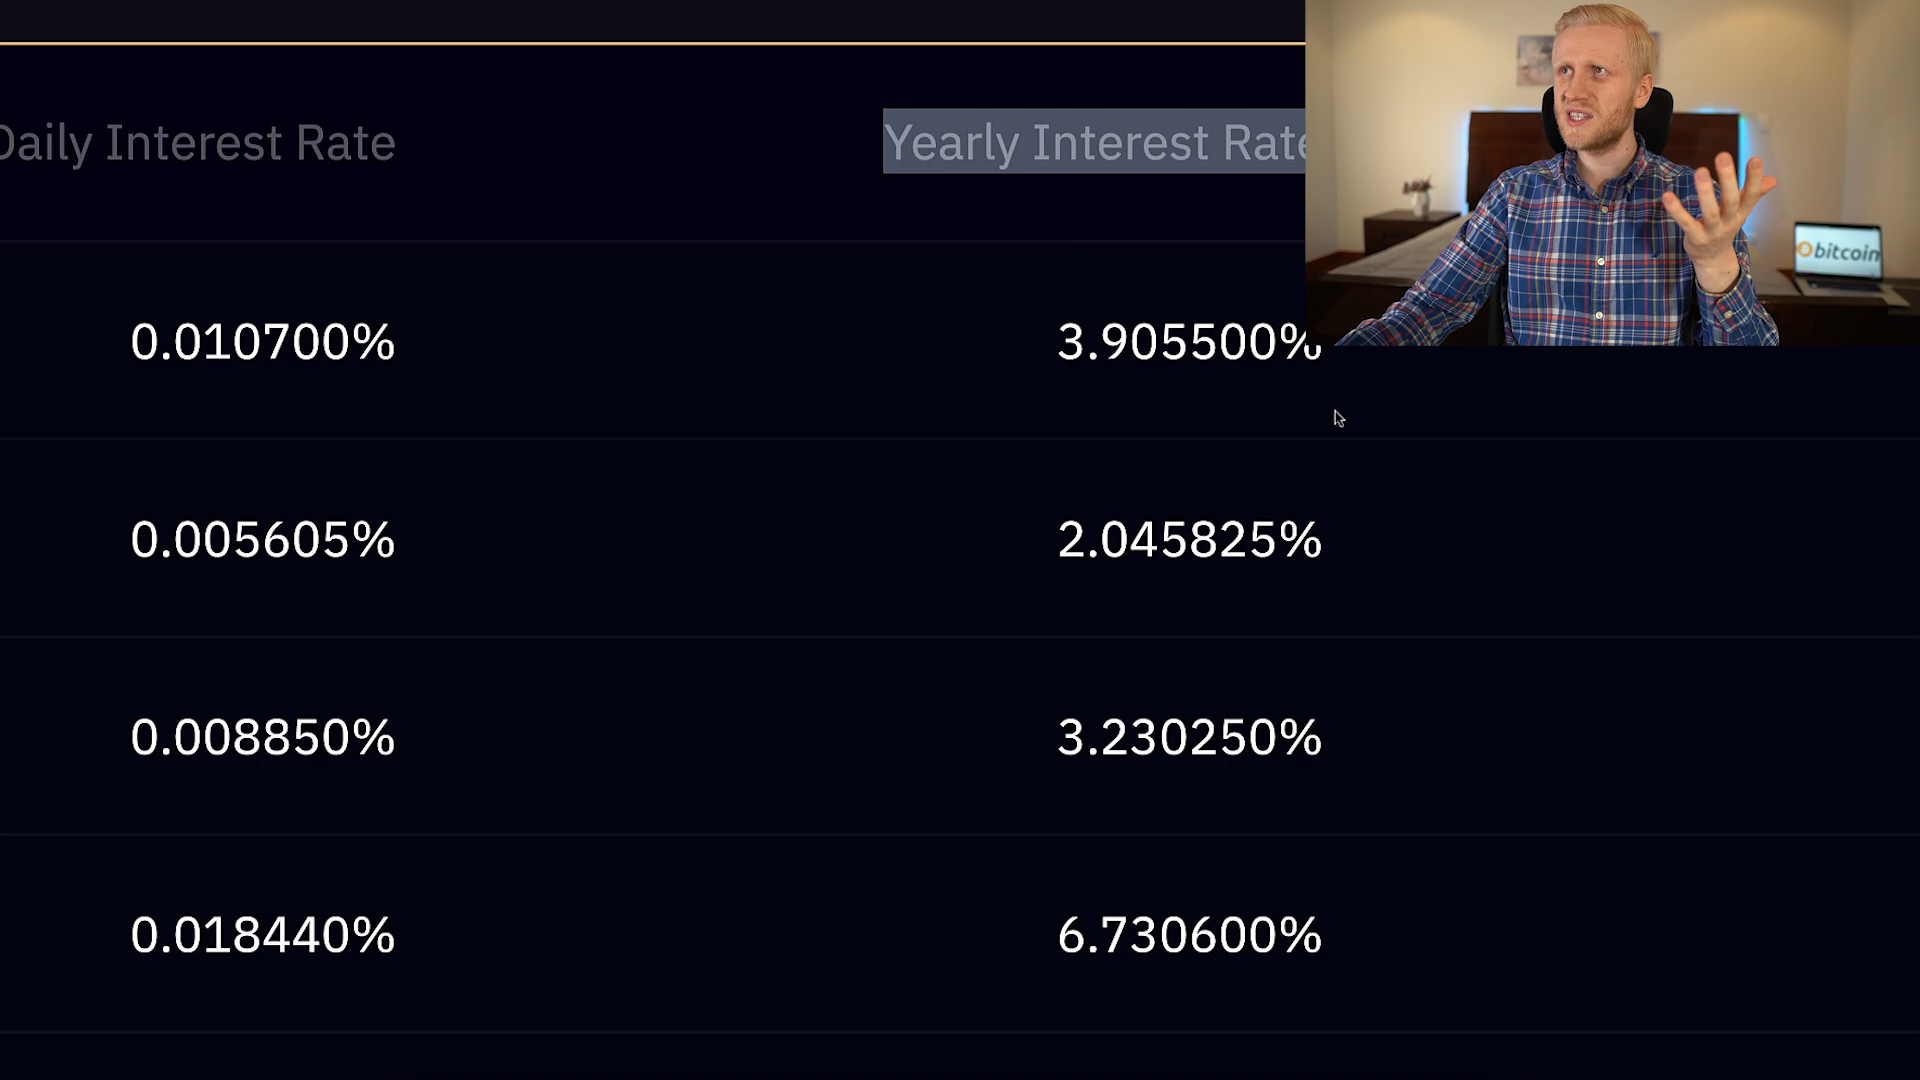 Daily Interest Rate Yearly Interest Rate
0.010700% 3.905500%
0.005605% 2.045825%
0.008850% 3.230250%
0.018440% 6.730600%
bitcoin